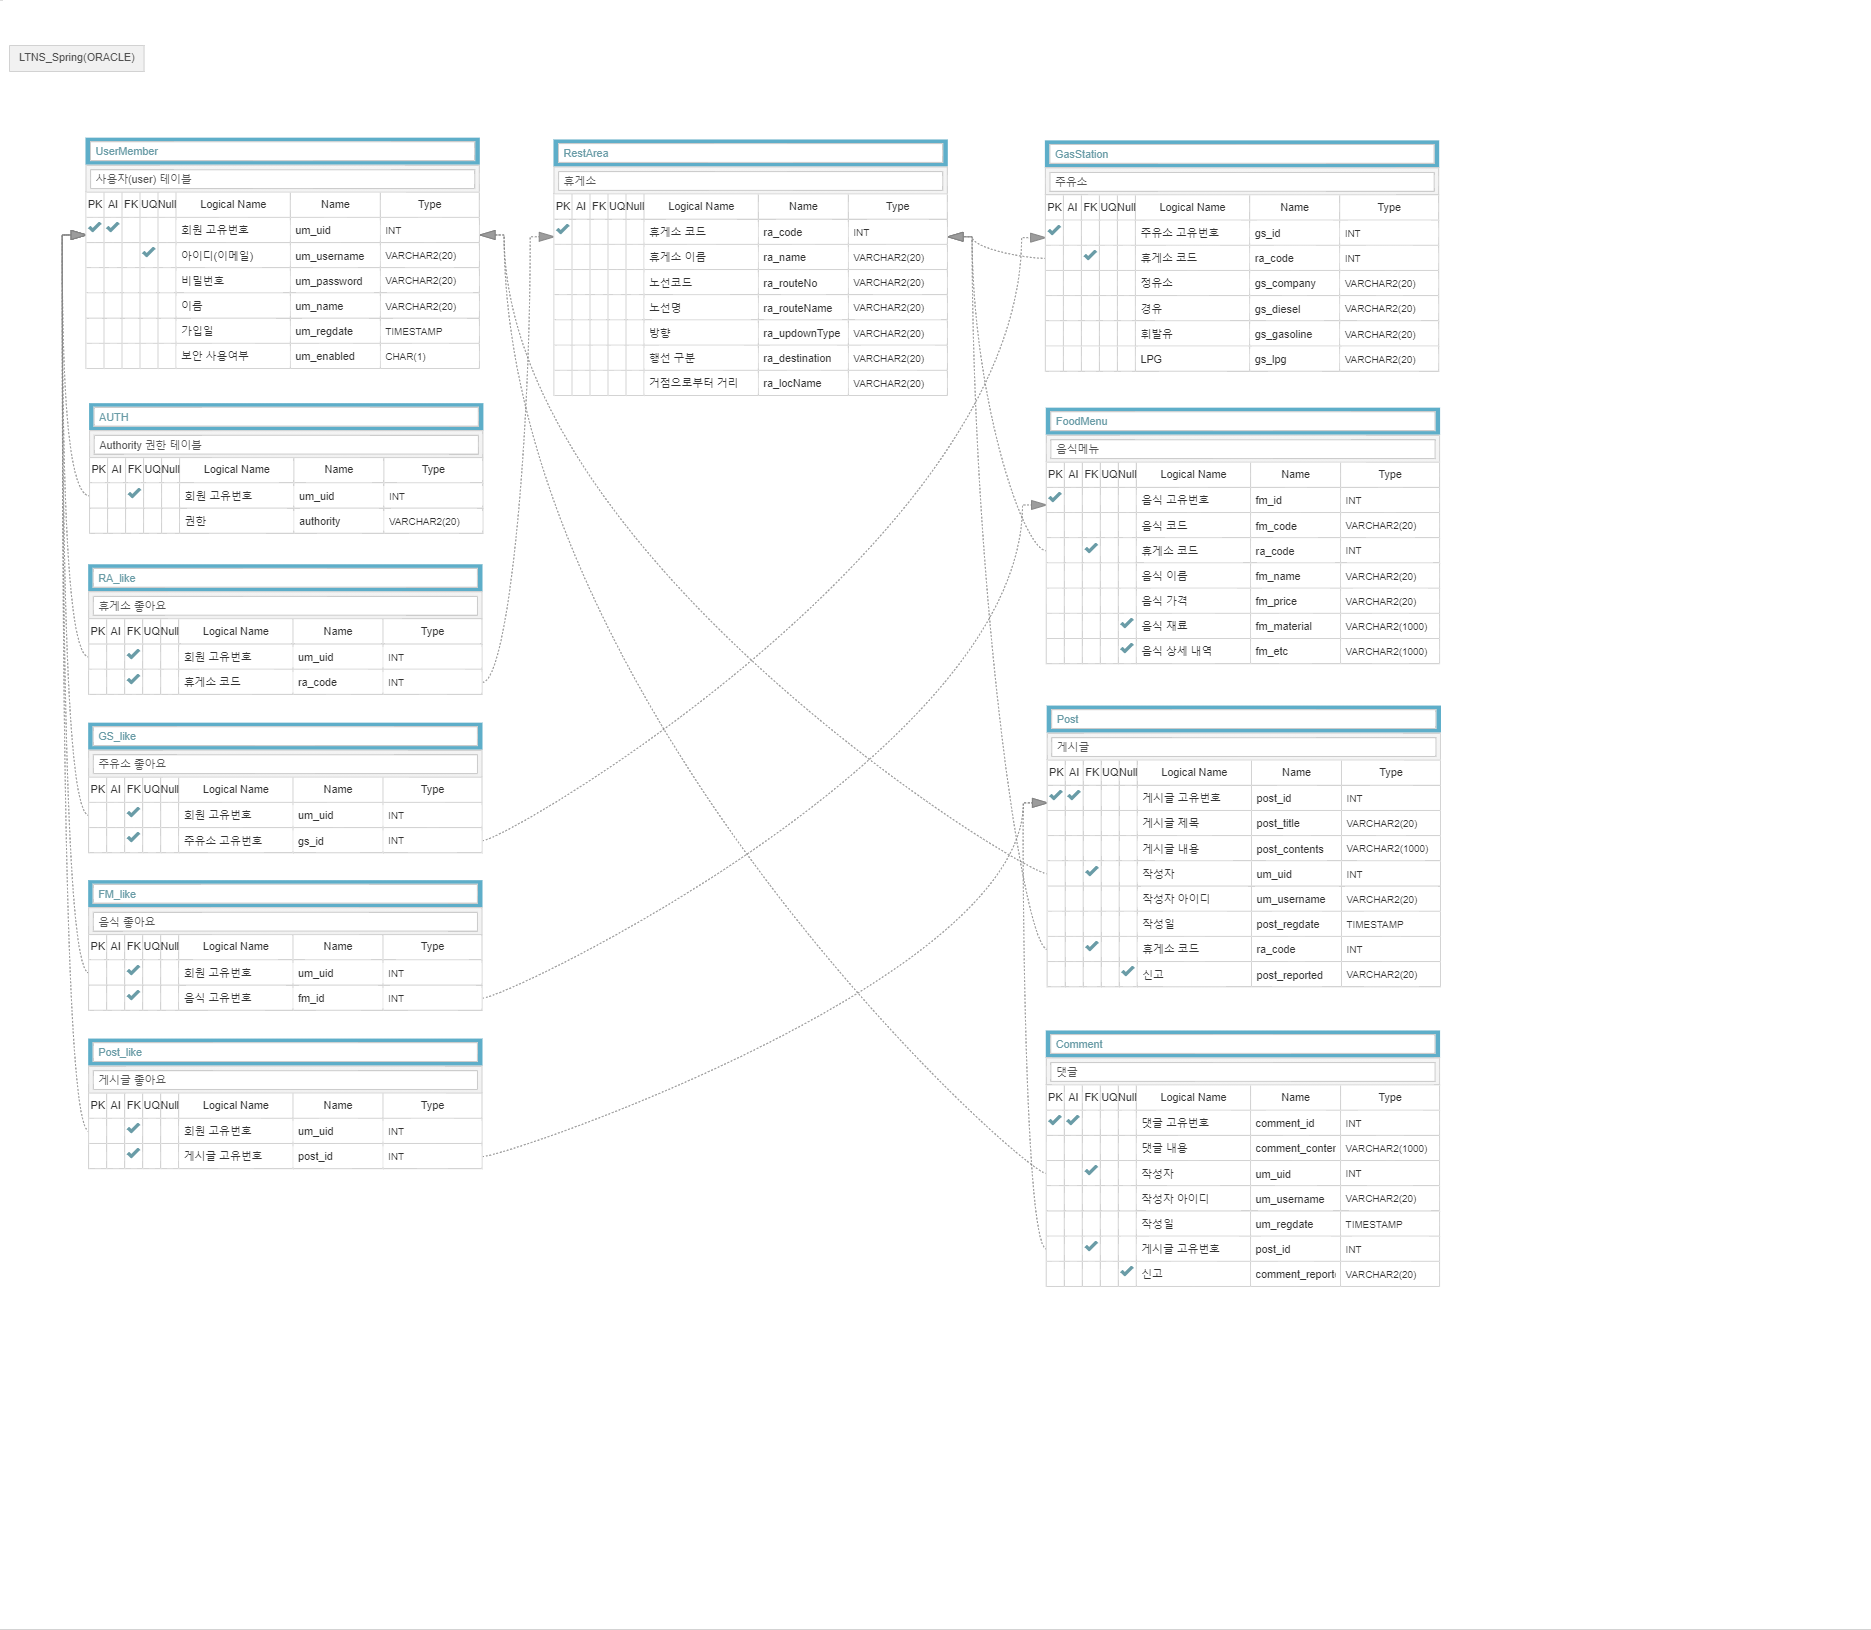 LTNS_Spring(ORACLE)
UserMember
사용자(user) 테이블
PK AI FK UQ Null Logical Name Name Type
회원 고유번호 um_uid INT
아이디(이메일) um_username VARCHAR2(20)
비밀번호 um_password VARCHAR2(20)
이름 um_name VARCHAR2(20)
가입일 um_regdate TIMESTAMP
보안 사용여부 um_enabled CHAR(1)
AUTH
Authority 권한 테이블
PK AI FK UQ Null Logical Name Name Type
회원 고유번호 um_uid INT
권한 authority VARCHAR2(20)
RA_like
휴게소 좋아요
PK AI FK UQ Null Logical Name Name Type
회원 고유번호 um_uid INT
휴게소 코드 ra_code INT
GS_like
주유소 좋아요
PK AI FK UQ Null Logical Name Name Type
회원 고유번호 um_uid INT
주유소 고유번호 gs_id INT
FM_like
음식 좋아요
PK AI FK UQ Null Logical Name Name Type
회원 고유번호 um_uid INT
음식 고유번호 fm_id INT
Post_like
게시글 좋아요
PK AI FK UQ Null Logical Name Name Type
회원 고유번호 um_uid INT
게시글 고유번호 post_id INT
RestArea
휴게소
PK AI FK UQ Null Logical Name Name Type
휴게소 코드 ra_code INT
휴게소 이름 ra_name VARCHAR2(20)
노선코드 ra_routeNo VARCHAR2(20)
노선명 ra_routeName VARCHAR2(20)
방향 ra_updownType VARCHAR2(20)
행선 구분 ra_destination VARCHAR2(20)
거점으로부터 거리 ra_locName VARCHAR2(20)
GasStation
주유소
PK AI FK UQ Null Logical Name Name Type
주유소 고유번호 gs_id INT
휴게소 코드 ra_code INT
정유소 gs_company VARCHAR2(20)
경유 gs_diesel VARCHAR2(20)
휘발유 gs_gasoline VARCHAR2(20)
LPG gs_lpg VARCHAR2(20)
FoodMenu
음식메뉴
PK AI FK UQ Null Logical Name Name Type
음식 고유번호 fm_id INT
음식 코드 fm_code VARCHAR2(20)
휴게소 코드 ra_code INT
음식 이름 fm_name VARCHAR2(20)
음식 가격 fm_price VARCHAR2(20)
음식 재료 fm_material VARCHAR2(1000)
음식 상세 내역 fm_etc VARCHAR2(1000)
Post
게시글
PK AI FK UQ Null Logical Name Name Type
게시글 고유번호 post_id INT
게시글 제목 post_title VARCHAR2(20)
게시글 내용 post_contents VARCHAR2(1000)
작성자 um_uid INT
작성자 아이디 um_username VARCHAR2(20)
작성일 post_regdate TIMESTAMP
휴게소 코드 ra_code INT
신고 post_reported VARCHAR2(20)
Comment
댓글
PK AI FK UQ Null Logical Name Name Type
댓글 고유번호 comment_id INT
댓글 내용 comment_conter VARCHAR2(1000)
작성자 um_uid INT
작성자 아이디 um_username VARCHAR2(20)
작성일 um_regdate TIMESTAMP
게시글 고유번호 post_id INT
신고 comment_report VARCHAR2(20)